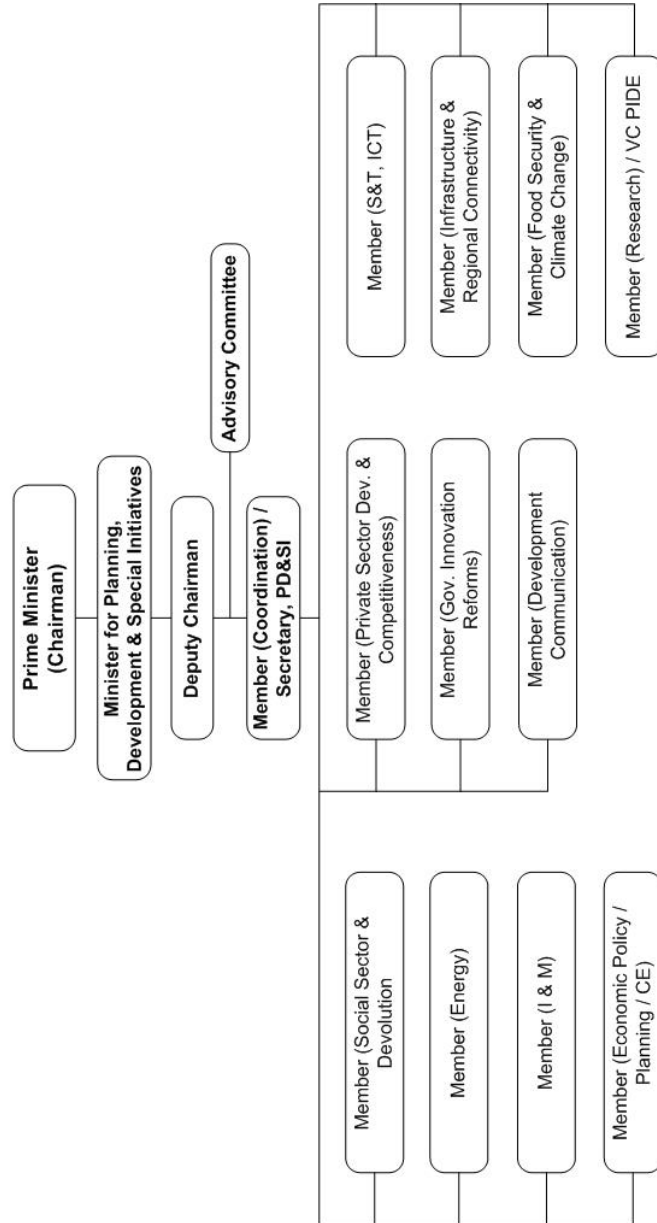 Prime Minister
(Chairman)
Minister for Planning,
Development & Special Initiatives
Deputy Chairman
Advisory Committee
Member (Coordination) /
Secretary, PD&SI
Member (Social Sector &
Devolution
Member (Energy)
Member (I & M)
Member (Economic Policy /
Planning / CE)
Member (Private Sector Dev. &
Competitiveness)
Member (Gov. Innovation
Reforms)
Member (Development
Communication)
Member (S&T, ICT)
Member (Infrastructure &
Regional Connectivity)
Member (Food Security &
Climate Change)
Member (Research) / VC PIDE